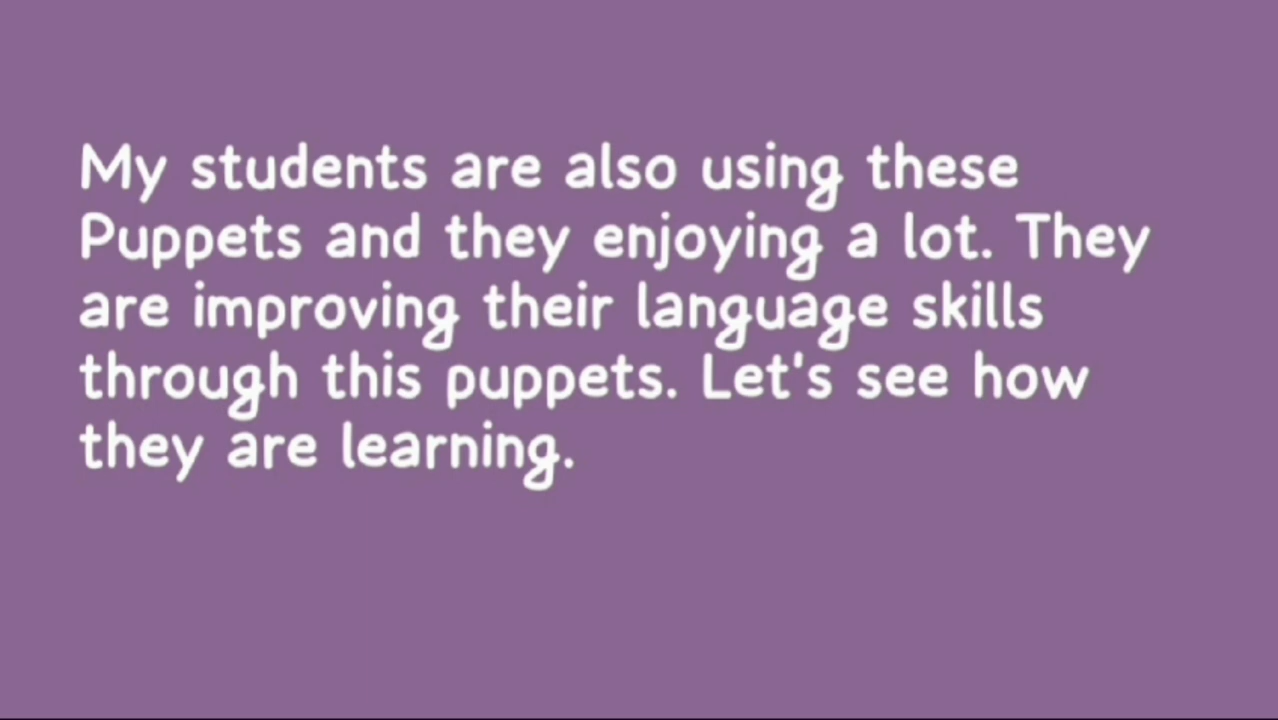 My students are also using these
Puppets and they enjoying a lot. They
are improving their language skills
through this puppets. Let's see how
they are learning.